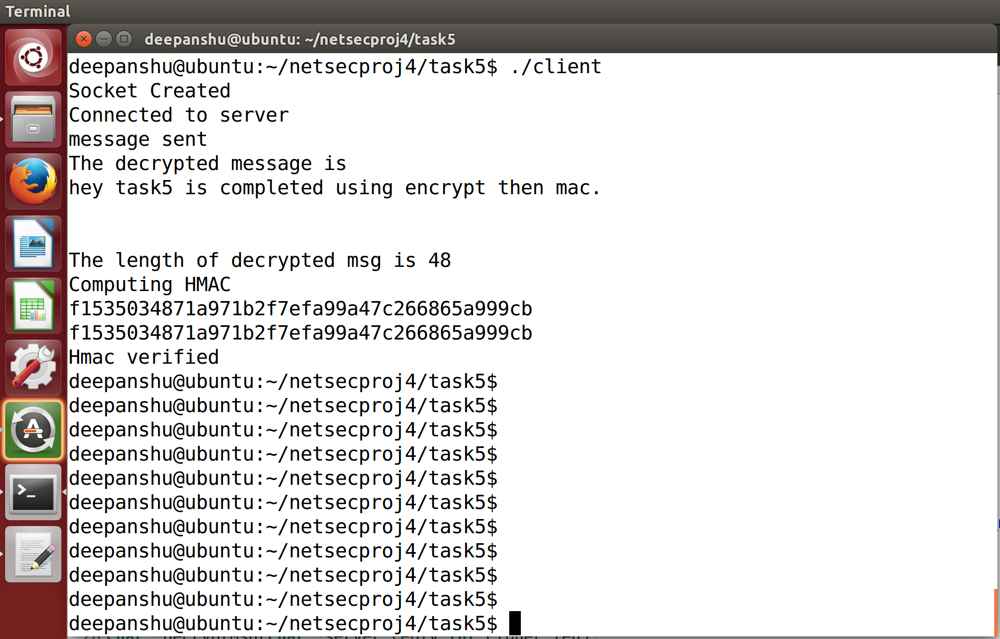 Terminal
deepanshu@ubuntu: ~/netsecproj4/task5
deepanshu@ubuntu:~/netsecproj4/task5$ ./client
Socket Created
Connected to server
message sent
The decrypted message is
hey task5 is completed using encrypt then mac.
The length of decrypted msg is 48
Computing HMAC
f1535034871a971b2f7efa99a47c266865a999cb
f1535034871a971b2f7efa99a47c266865a999cb
Hmac verified
deepanshu@ubuntu:~/netsecproj4/task5$
deepanshu@ubuntu:~/netsecproj4/task5$
deepanshu@ubuntu:~/netsecproj4/task5$
deepanshu@ubuntu:~/netsecproj4/task5$
deepanshu@ubuntu:~/netsecproj4/task5$
deepanshu@ubuntu:~/netsecproj4/task5$
deepanshu@ubuntu:~/netsecproj4/task5$
deepanshu@ubuntu:~/netsecproj4/task5$
deepanshu@ubuntu:~/netsecproj4/task5$
deepanshu@ubuntu:~/netsecproj4/task5$
deepanshu@ubuntu:~/netsecproj4/task5$